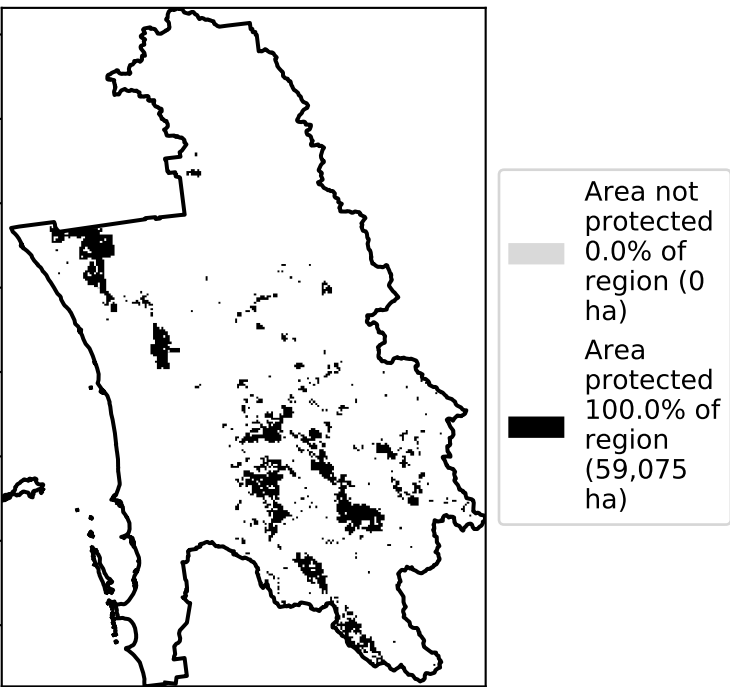 Area not
protected
0.0% of
region (0
ha)
Area
protected
100.0% of
region
(59,075
ha)